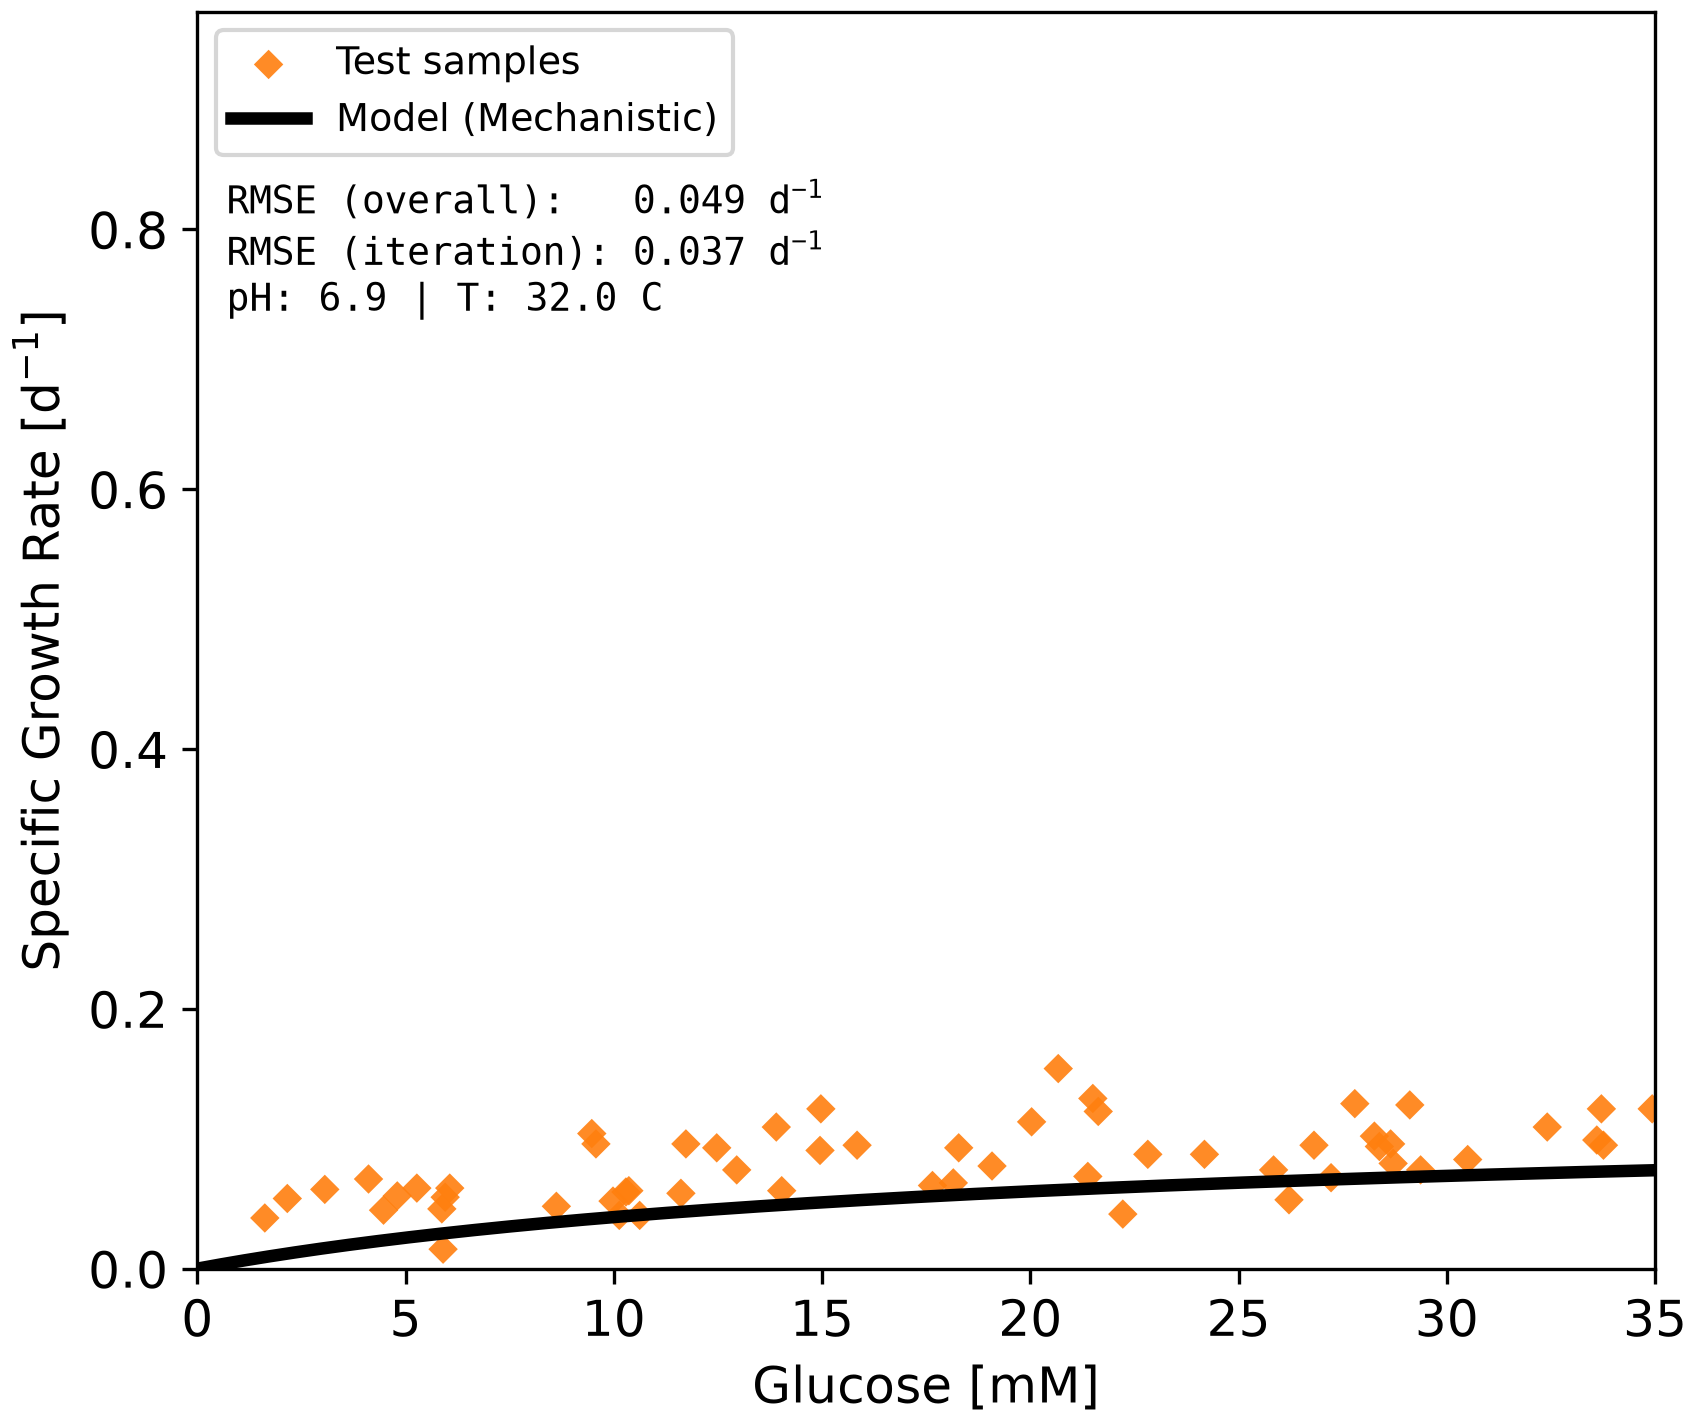 Test samples
Model (Mechanistic)
RMSE (overall):   0.049 d⁻¹
RMSE (iteration): 0.037 d⁻¹
pH: 6.9 | T: 32.0 C
Specific Growth Rate [d⁻¹]
0.8
0.6
0.4
0.2
0.0
0 5 10 15 20 25 30 35
Glucose [mM]